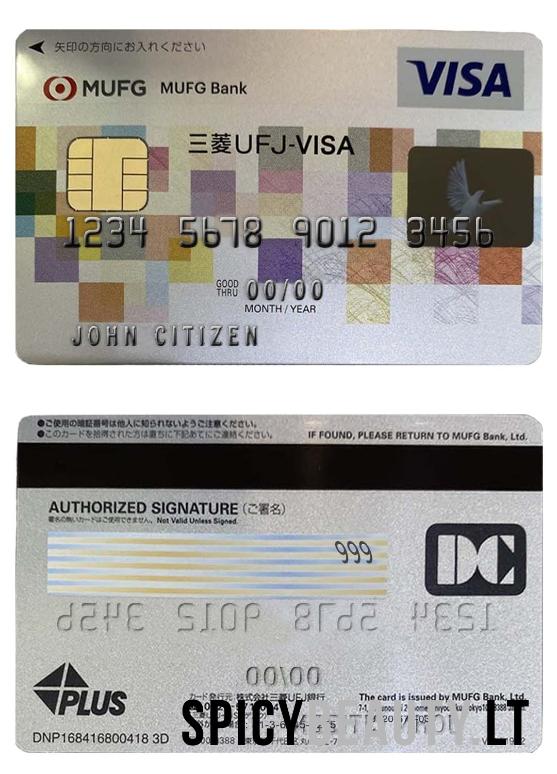 矢印の方向にお入れください
MUFG MUFG Bank
VISA
三菱UFJ-VISA
1234 5678 9012 3456
GOOD THRU 00/00
MONTH / YEAR
JOHN CITIZEN
●ご使用の暗証番号は他人に知られないようご注意ください。
●このカードを拾得された方は直ちに下記あてにご連絡ください。
IF FOUND, PLEASE RETURN TO MUFG Bank, Ltd.
AUTHORIZED SIGNATURE (ご署名)
署名の無いカードはご使用できません。 Not Valid Unless Signed.
999
DC
1234 5678 9012 3456
00/00
PLUS
カード発行元 株式会社三菱UFJ銀行
The card is issued by MUFG Bank, Ltd.
SPICYBEAUTY.LT
DNP168416800418 3D